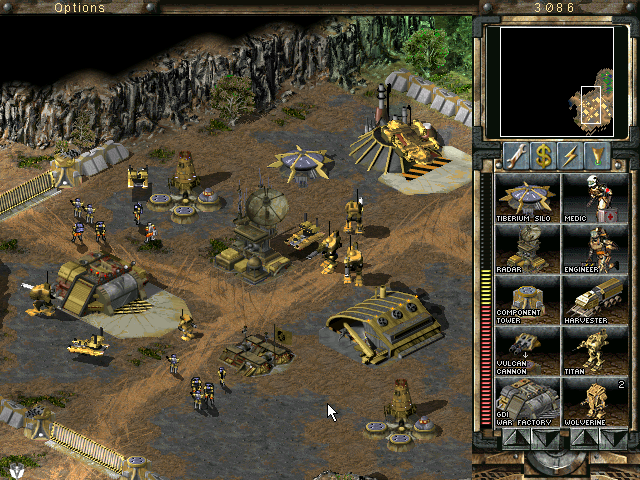 Options
3086
TIBERIUM SILO
MEDIC
RADAR
ENGINEER
COMPONENT
TOWER
HARVESTER
VULCAN
CANNON
TITAN
2
GDI
WAR FACTORY
WOLVERINE